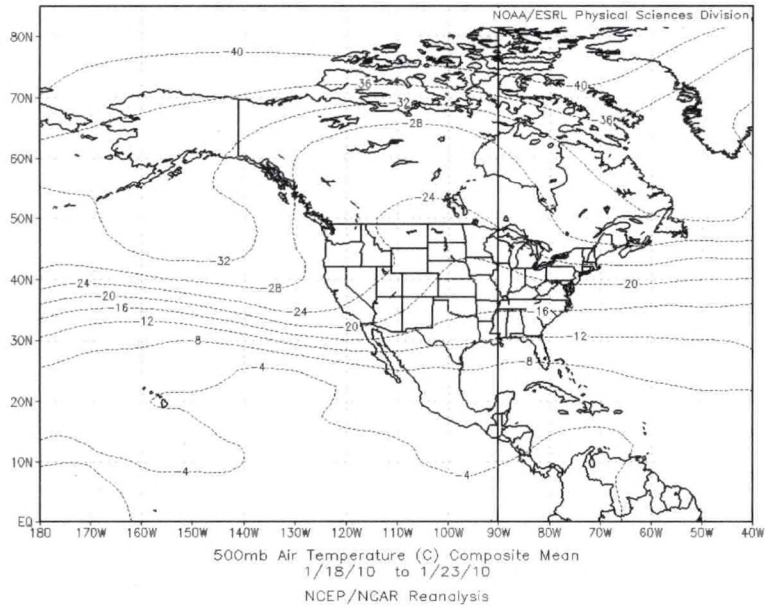 NOAA/ESRL Physical Sciences Division
80N
-40
70N
-36
-40
-32
-36
60N
-28
50N
-24
-32
40N
-28
-24
-20
-20
-24
-16
-16
30N
-12
-20
-12
-8
-8
20N
-4
10N
-4
-4
EQ
180 170W 160W 150W 140W 130W 120W 110W 100W 90W 80W 70W 60W 50W 40W
500mb Air Temperature (C) Composite Mean
1/18/10 to 1/23/10
NCEP/NCAR Reanalysis